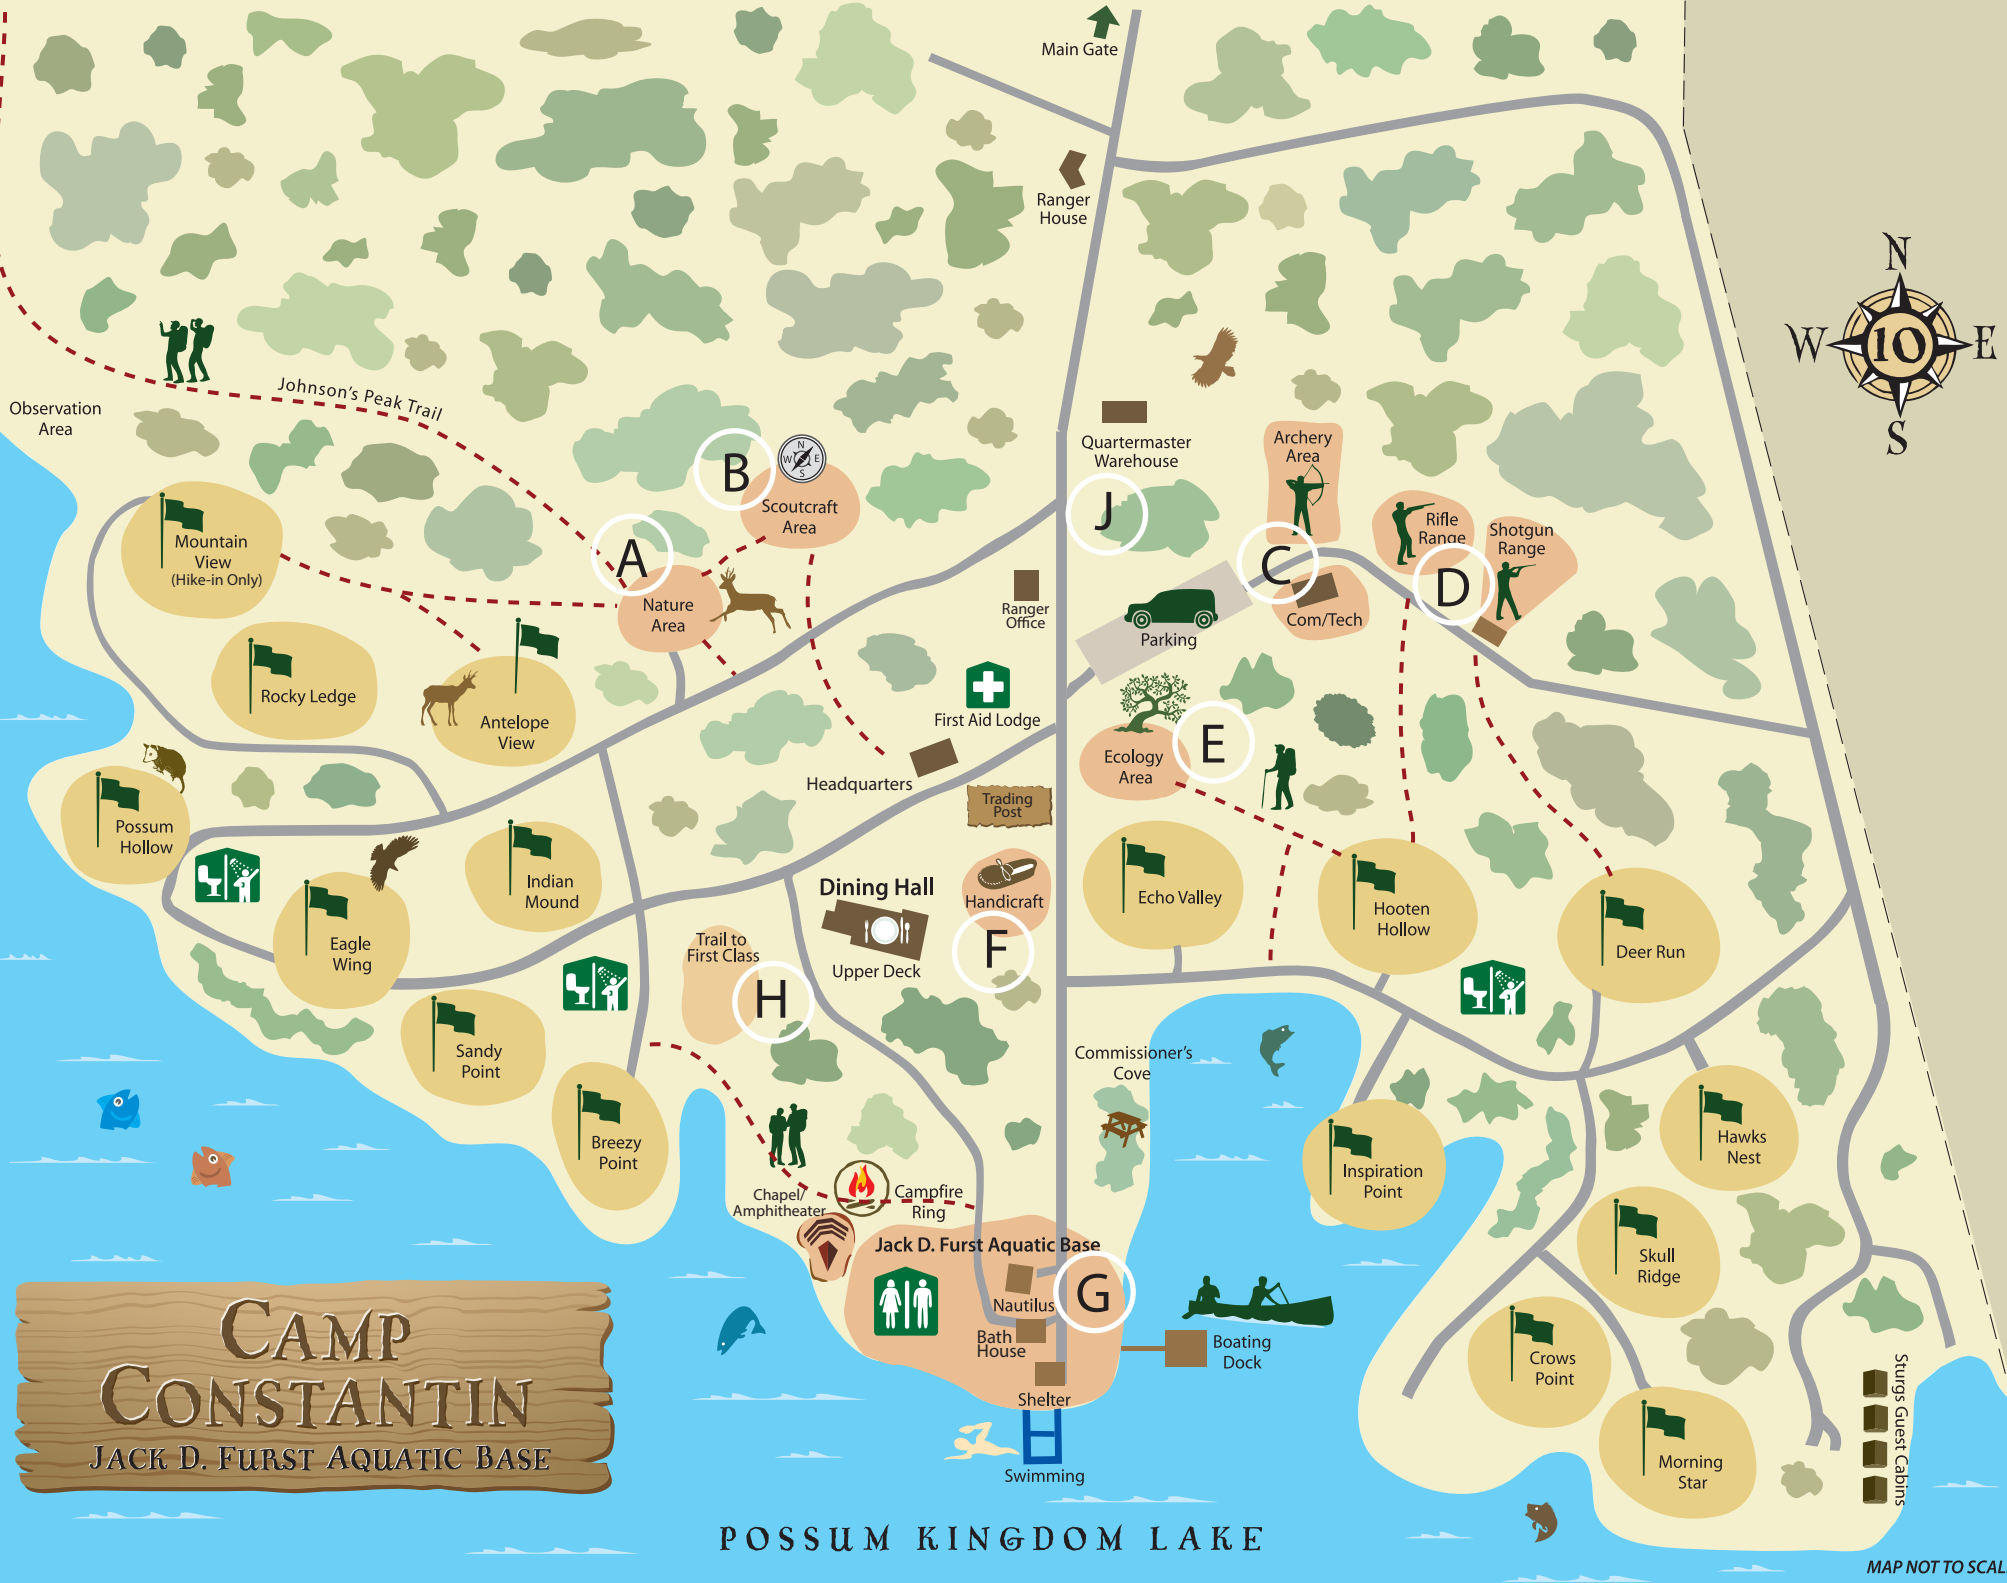 Main Gate
Ranger
House
N
W
10
E
S
Johnson's Peak Trail
Observation
Area
Quartermaster
Warehouse
Archery
Area
N
W
E
S
B
Scoutcraft
Area
J
Rifle
Range
Shotgun
Range
Mountain
View
(Hike-in Only)
A
C
D
Nature
Area
Ranger
Office
Com/Tech
Parking
Rocky Ledge
Antelope
View
First Aid Lodge
E
Ecology
Area
Headquarters
Trading
Post
Possum
Hollow
Indian
Mound
Dining Hall
Handicraft
Echo Valley
Hooten
Hollow
Eagle
Wing
Trail to
First Class
Upper Deck
F
Deer Run
H
Sandy
Point
Commissioner's
Cove
Breezy
Point
Hawks
Nest
Inspiration
Point
Chapel/
Amphitheater
Campfire
Ring
Jack D. Furst Aquatic Base
Skull
Ridge
Nautilus
G
Bath
House
Boating
Dock
Crows
Point
Shelter
Swimming
Morning
Star
Sturgs Guest Cabins
Camp
Constantin
Jack D. Furst Aquatic Base
POSSUM KINGDOM LAKE
MAP NOT TO SCAL